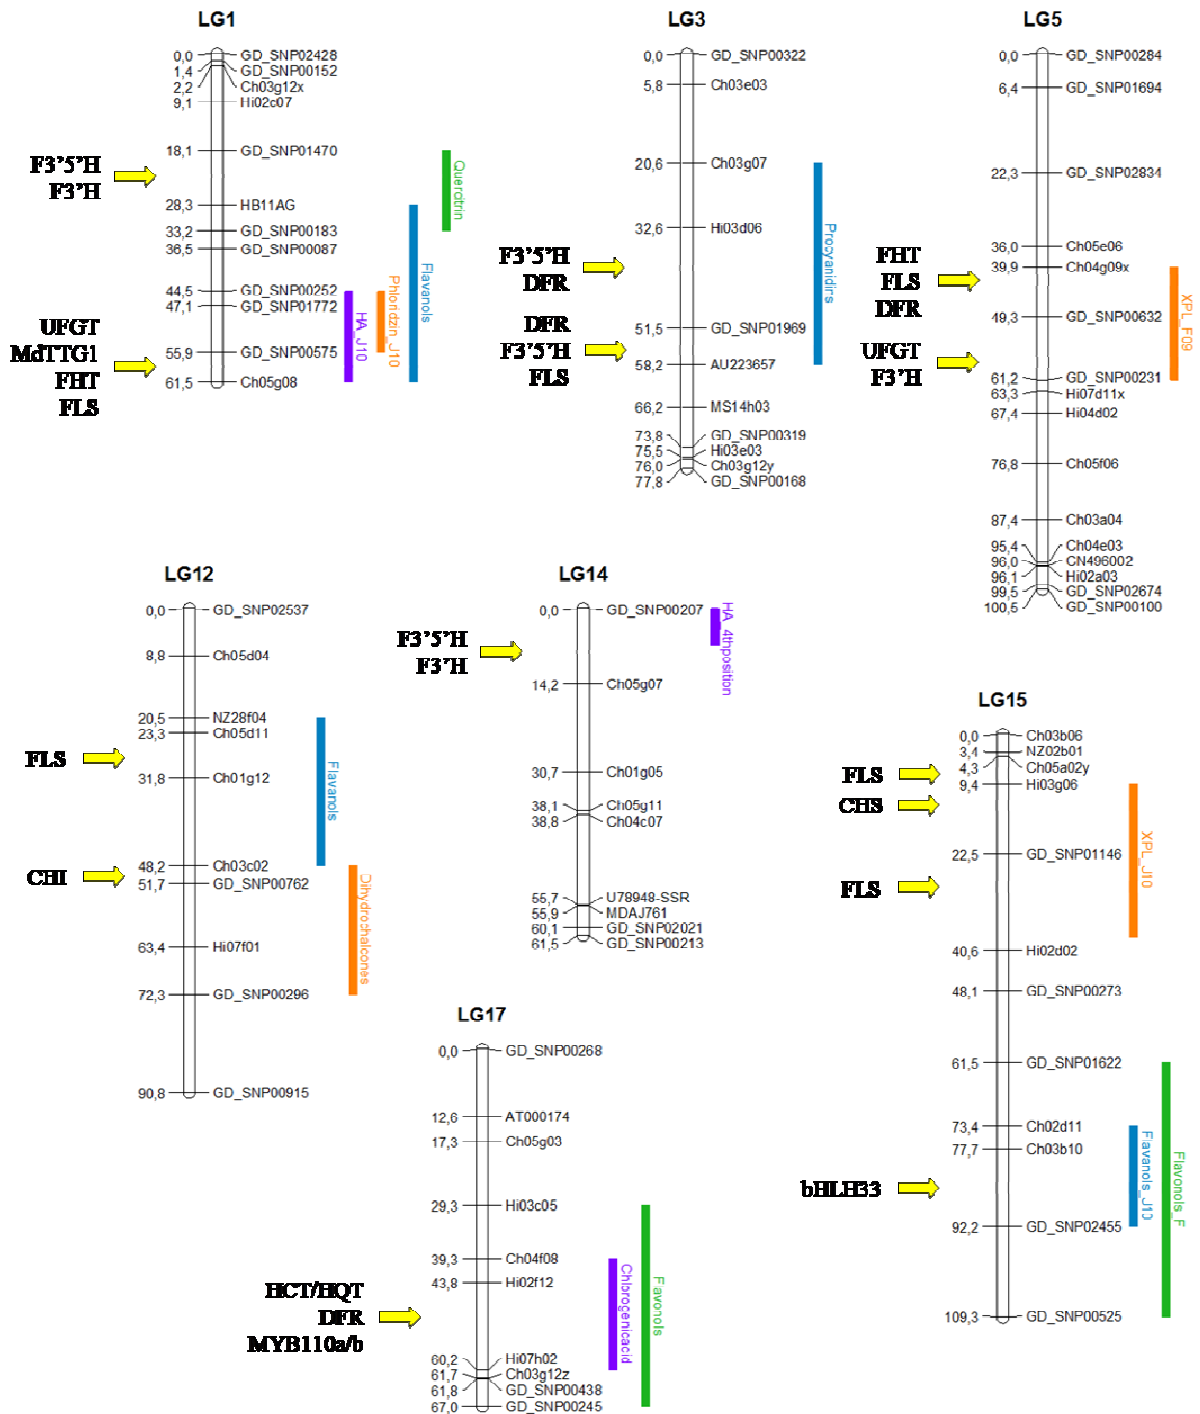 LG1
0,0 GD_SNP02428
1,4 GD_SNP00152
2,2 Ch03g12x
9,1 Hi02c07
18,1 GD_SNP01470
28,3 HB11AG
33,2 GD_SNP00183
36,5 GD_SNP00087
44,5 GD_SNP00252
47,1 GD_SNP01772
55,9 GD_SNP00575
61,5 Ch05g08
F3'5'H
F3'H
UFGT
MdTTG1
FHT
FLS
Quercitrin
Flavanols
Phloridzin_J10
HA_J10
LG3
0,0 GD_SNP00322
5,8 Ch03e03
20,6 Ch03g07
32,6 Hi03d06
51,5 GD_SNP01969
58,2 AU223657
66,2 MS14h03
73,8 GD_SNP00319
75,5 Hi03e03
76,0 Ch03g12y
77,8 GD_SNP00168
F3'5'H
DFR
DFR
F3'5'H
FLS
Procyanidins
LG5
0,0 GD_SNP00284
6,4 GD_SNP01694
22,3 GD_SNP02834
36,0 Ch05e06
39,9 Ch04g09x
49,3 GD_SNP00632
61,2 GD_SNP00231
63,3 Hi07d11x
67,4 Hi04d02
76,8 Ch05f06
87,4 Ch03a04
95,4 Ch04e03
96,0 CN496002
96,1 Hi02a03
99,5 GD_SNP02674
100,5 GD_SNP00100
FHT
FLS
DFR
UFGT
F3'H
XPL_F09
LG12
0,0 GD_SNP02537
8,8 Ch05d04
20,5 NZ28f04
23,3 Ch05d11
31,8 Ch01g12
48,2 Ch03c02
51,7 GD_SNP00762
63,4 Hi07f01
72,3 GD_SNP00296
90,8 GD_SNP00915
FLS
CHI
Flavanols
Dihydrochalcones
LG14
0,0 GD_SNP00207
14,2 Ch05g07
30,7 Ch01g05
38,1 Ch05g11
38,8 Ch04c07
55,7 U78948-SSR
55,9 MDAJ761
60,1 GD_SNP02021
61,5 GD_SNP00213
F3'5'H
F3'H
HA_4thposition
LG15
0,0 Ch03b06
3,4 NZ02b01
4,3 Ch05a02y
9,4 Hi03g06
22,5 GD_SNP01146
40,6 Hi02d02
48,1 GD_SNP00273
61,5 GD_SNP01622
73,4 Ch02d11
77,7 Ch03b10
92,2 GD_SNP02455
109,3 GD_SNP00525
FLS
CHS
FLS
bHLH33
XPL_J10
Flavanols_J10
Flavonols_F
LG17
0,0 GD_SNP00268
12,6 AT000174
17,3 Ch05g03
29,3 Hi03c05
39,3 Ch04f08
43,8 Hi02f12
60,2 Hi07h02
61,7 Ch03g12z
61,8 GD_SNP00438
67,0 GD_SNP00245
HCT/HQT
DFR
MYB110a/b
Chlorogenicacid
Flavonols